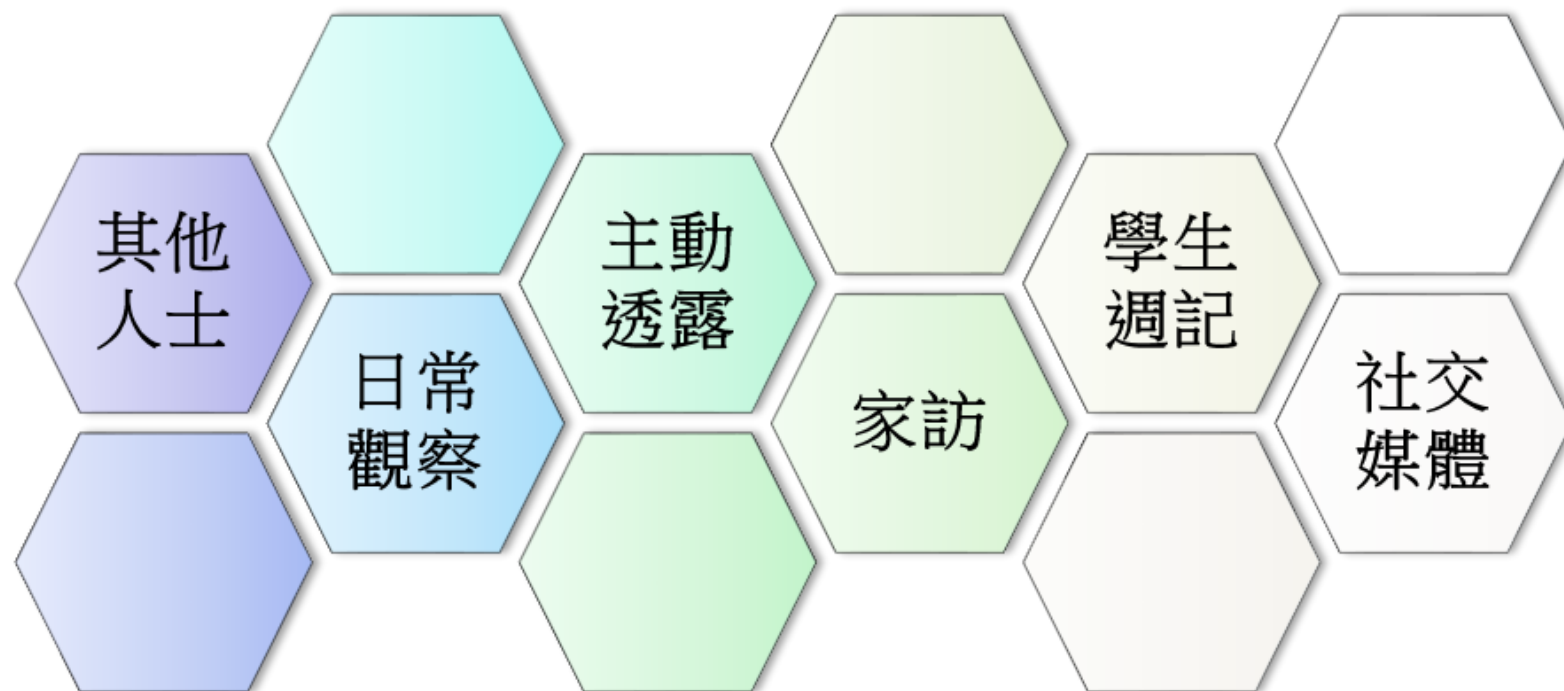 其他
人士
日常
觀察
主動
透露
家訪
學生
週記
社交
媒體